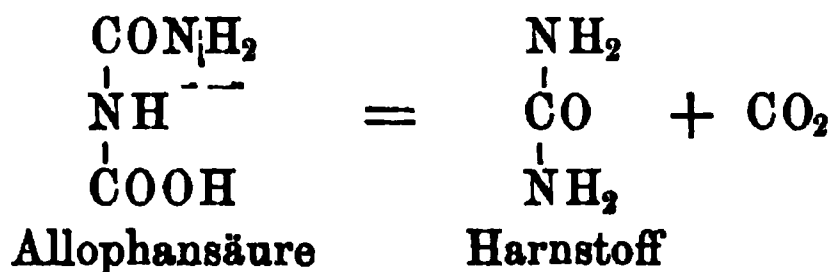 CONH₂ NH₂
NH = CO + CO₂
COOH NH₂
Allophansäure Harnstoff